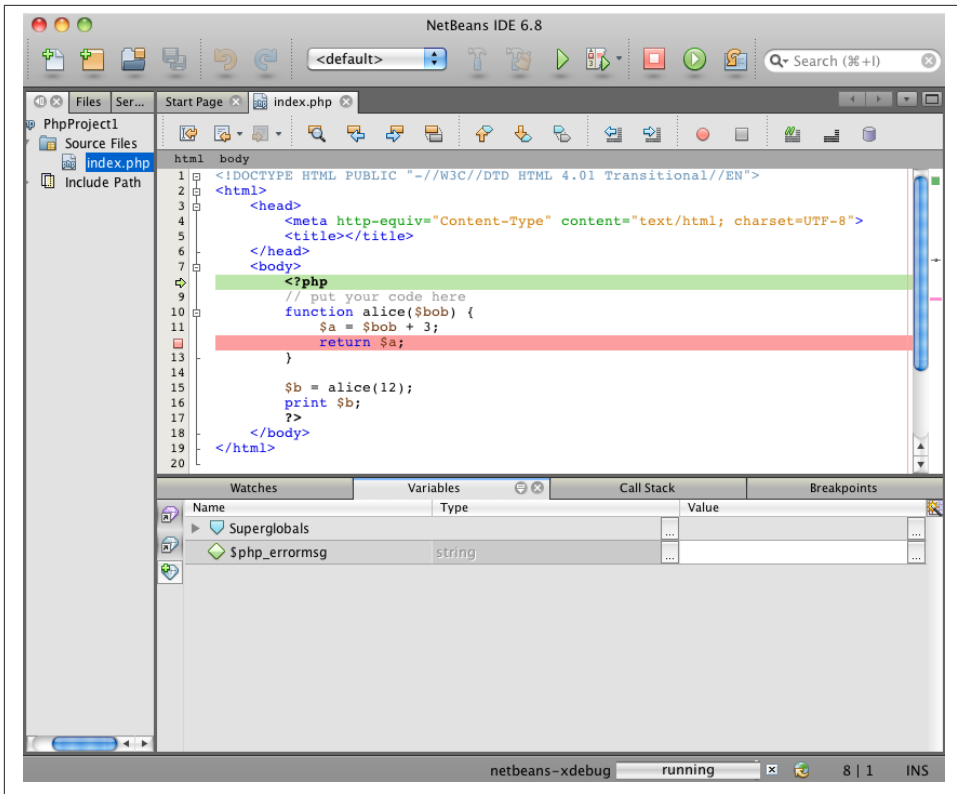 NetBeans IDE 6.8
<default>
Search (⌘+I)
Files Ser...
Start Page index.php
PhpProject1
Source Files
index.php
Include Path
html body
1 <!DOCTYPE HTML PUBLIC "-//W3C//DTD HTML 4.01 Transitional//EN">
2 <html>
3 <head>
4 <meta http-equiv="Content-Type" content="text/html; charset=UTF-8">
5 <title></title>
6 </head>
7 <body>
<?php
9 // put your code here
10 function alice($bob) {
11 $a = $bob + 3;
return $a;
13 }
14
15 $b = alice(12);
16 print $b;
17 ?>
18 </body>
19 </html>
20
Watches Variables Call Stack Breakpoints
Name Type Value
Superglobals ... ...
$php_errormsg string ... ...
netbeans-xdebug running 8 | 1 INS